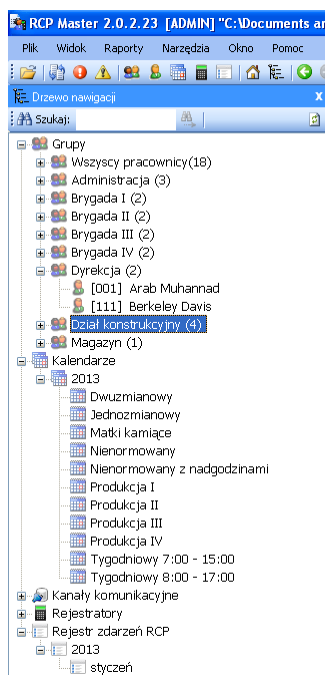 RCP Master 2.0.2.23 [ADMIN] "C:\Documents ar
Plik Widok Raporty Narzędzia Okno Pomoc
Drzewo nawigacji x
Szukaj:
Grupy
Wszyscy pracownicy(18)
Administracja (3)
Brygada I (2)
Brygada II (2)
Brygada III (2)
Brygada IV (2)
Dyrekcja (2)
[001] Arab Muhannad
[111] Berkeley Davis
Dział konstrukcyjny (4)
Magazyn (1)
Kalendarze
2013
Dwuzmianowy
Jednozmianowy
Matki kamiące
Nienormowany
Nienormowany z nadgodzinami
Produkcja I
Produkcja II
Produkcja III
Produkcja IV
Tygodniowy 7:00 - 15:00
Tygodniowy 8:00 - 17:00
Kanały komunikacyjne
Rejestratory
Rejestr zdarzeń RCP
2013
styczeń